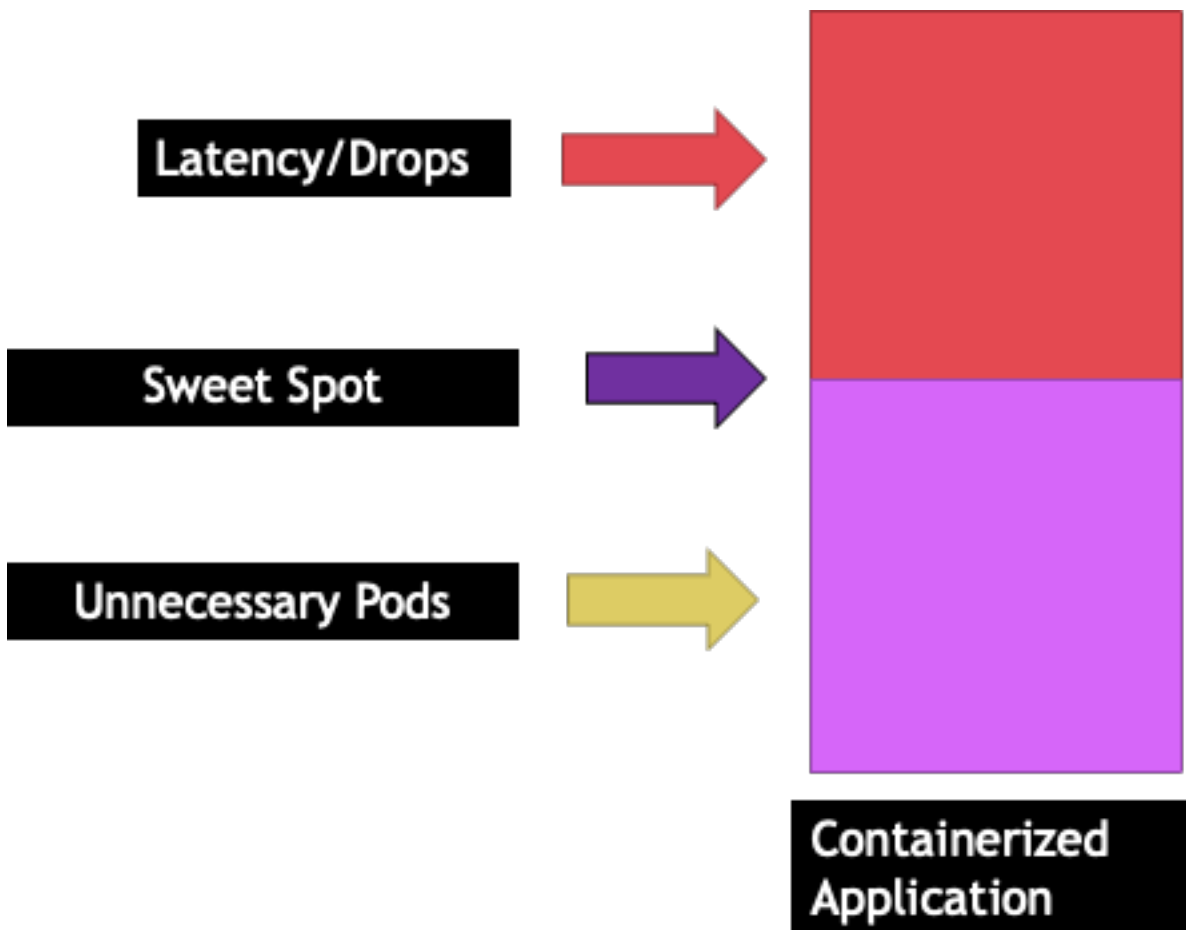 Latency/Drops
Sweet Spot
Unnecessary Pods
Containerized
Application